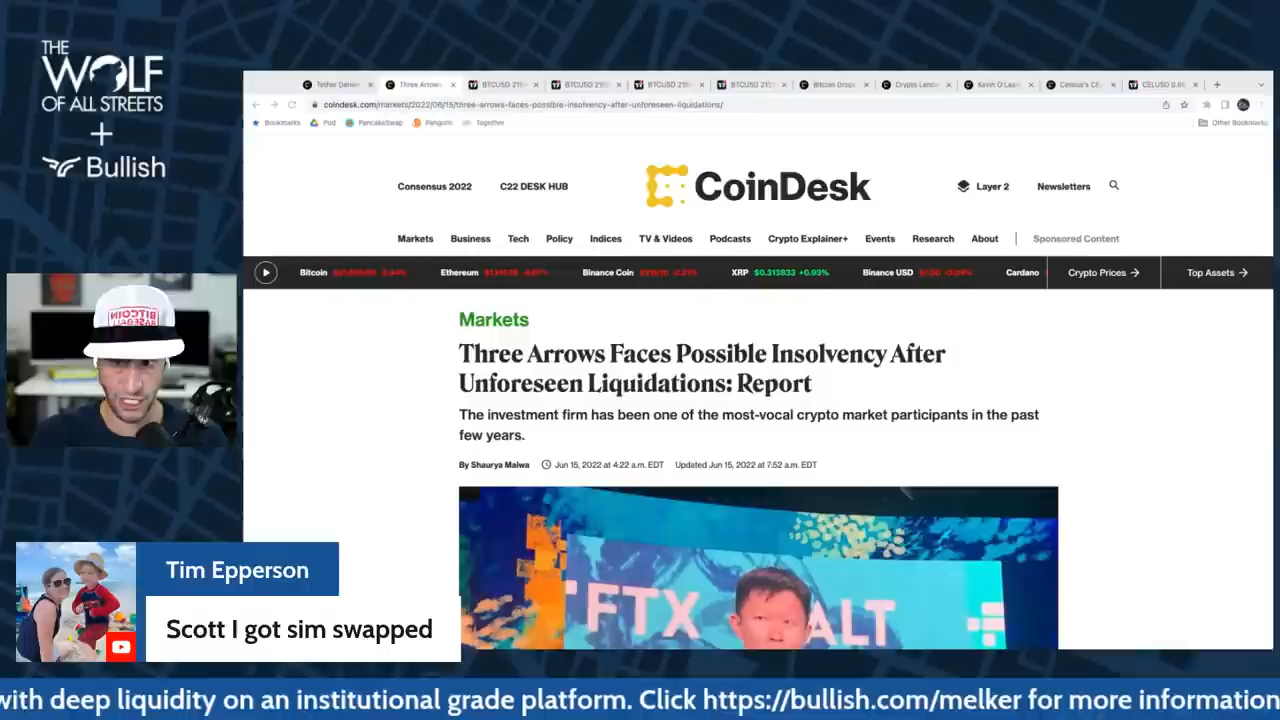 THE
WOLF
OF ALL STREETS
+
Bullish
Three Arrows
coindesk.com/markets/2022/06/15/three-arrows-faces-possible-insolvency-after-unforeseen-liquidations/
Bookmarks Pod PancakeSwap Pangolin Together Other Bookmarks
CoinDesk
Consensus 2022 C22 DESK HUB Layer 2 Newsletters
Markets Business Tech Policy Indices TV & Videos Podcasts Crypto Explainer+ Events Research About Sponsored Content
Bitcoin Ethereum Binance Coin XRP $0.313833 +0.93% Binance USD Cardano Crypto Prices → Top Assets →
Markets
Three Arrows Faces Possible Insolvency After
Unforeseen Liquidations: Report
The investment firm has been one of the most-vocal crypto market participants in the past
few years.
By Shaurya Malwa Jun 15, 2022 at 4:22 a.m. EDT Updated Jun 15, 2022 at 7:52 a.m. EDT
BITCOIN
BASEBALL
FTX
ALT
Tim Epperson
Scott I got sim swapped
with deep liquidity on an institutional grade platform. Click https://bullish.com/melker for more information